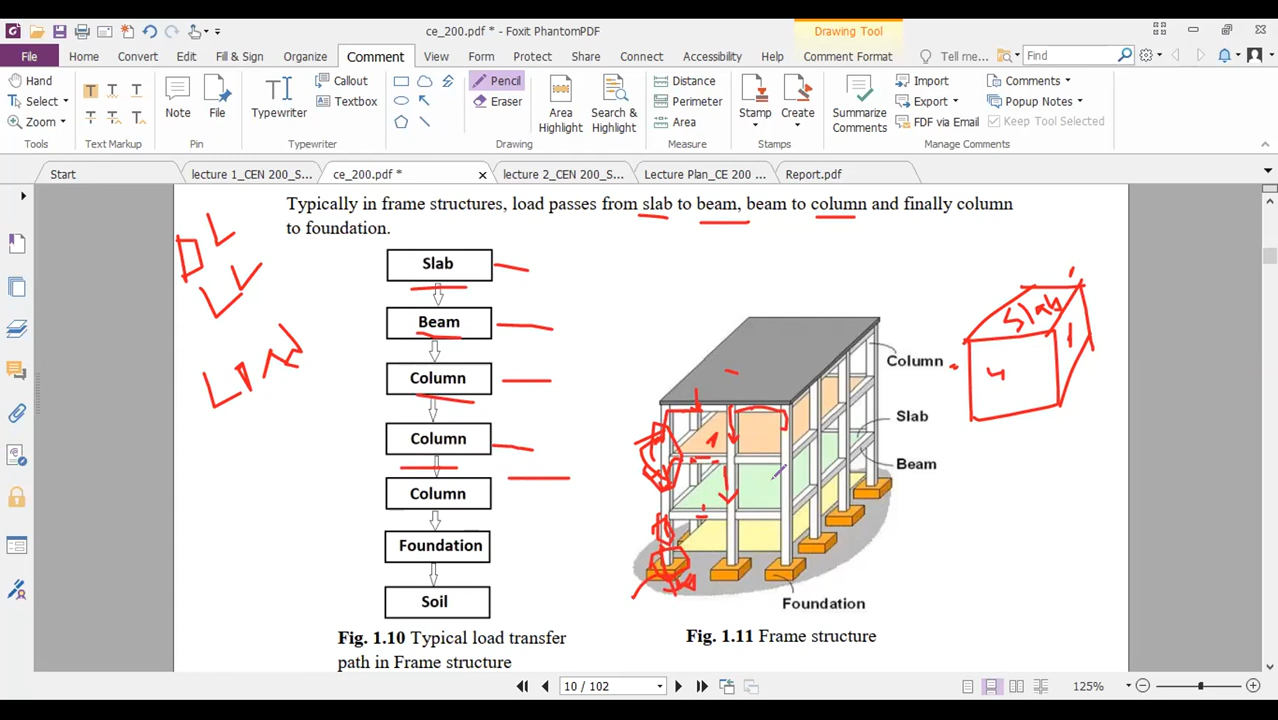 ce_200.pdf * - Foxit PhantomPDF
Drawing Tool
File Home Edit Fill & Sign Organize Comment View Form Protect Share Connect Accessibility Help Comment Format Tell me... Find
Hand Select Zoom
Tools
Text Markup
Note File
Pin
Typewriter Callout Textbox
Typewriter
Pencil Eraser Area Highlight Search & Highlight
Drawing
Distance Perimeter Area
Measure
Stamp Create
Stamps
Summarize Comments Import Export FDF via Email Comments Popup Notes Keep Tool Selected
Manage Comments
Start lecture 1_CEN 200_S... ce_200.pdf * lecture 2_CEN 200_S... Lecture Plan_CE 200 ... Report.pdf
Typically in frame structures, load passes from slab to beam, beam to column and finally column
to foundation.
DL
LL
Slab
Beam
Column
Column
Column
Foundation
Soil
Fig. 1.10 Typical load transfer
path in Frame structure
Column
Slab
Beam
Foundation
Fig. 1.11 Frame structure
Slab
10 / 102
125%